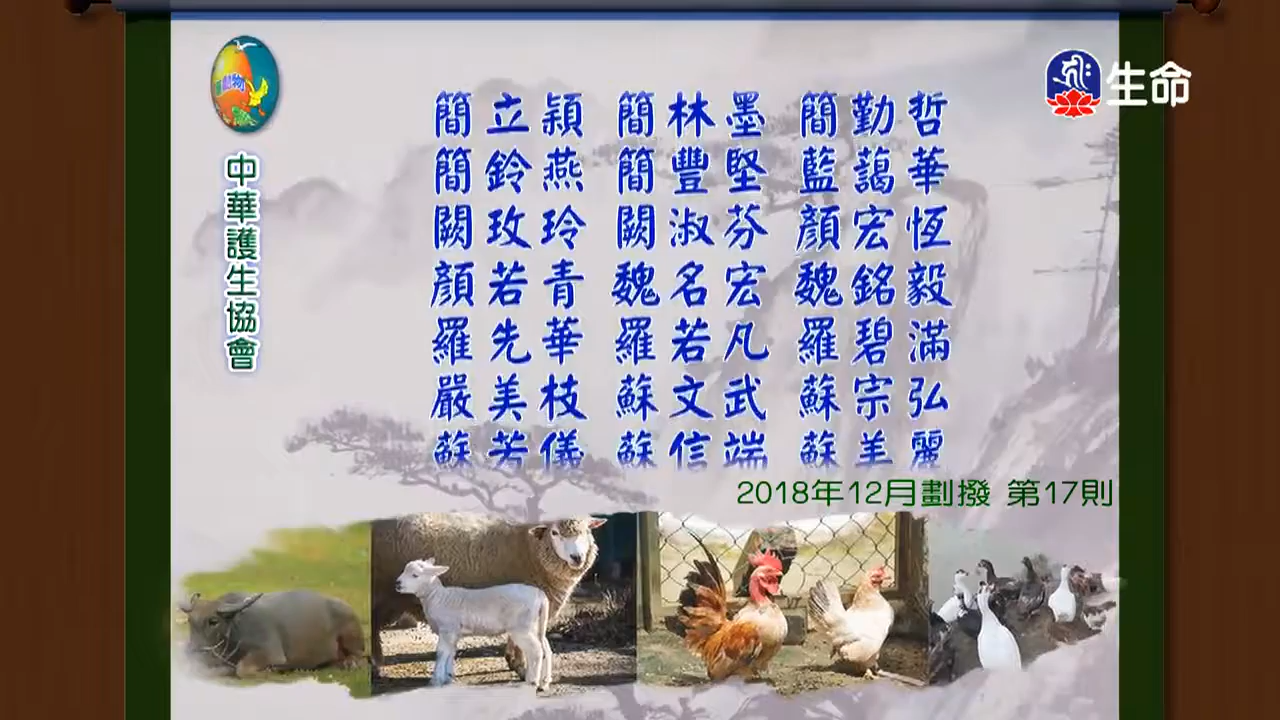 動物
生命
中華護生協會
簡立穎 簡林墨 簡勤哲
簡鈴燕 簡豐堅 藍藹華
闕玫玲 闕淑芬 顏宏恆
顏若青 魏名宏 魏銘毅
羅先華 羅若凡 羅碧滿
嚴美枝 蘇文武 蘇宗弘
蘇芳儀 蘇信端 蘇美麗
2018年12月劃撥 第17則